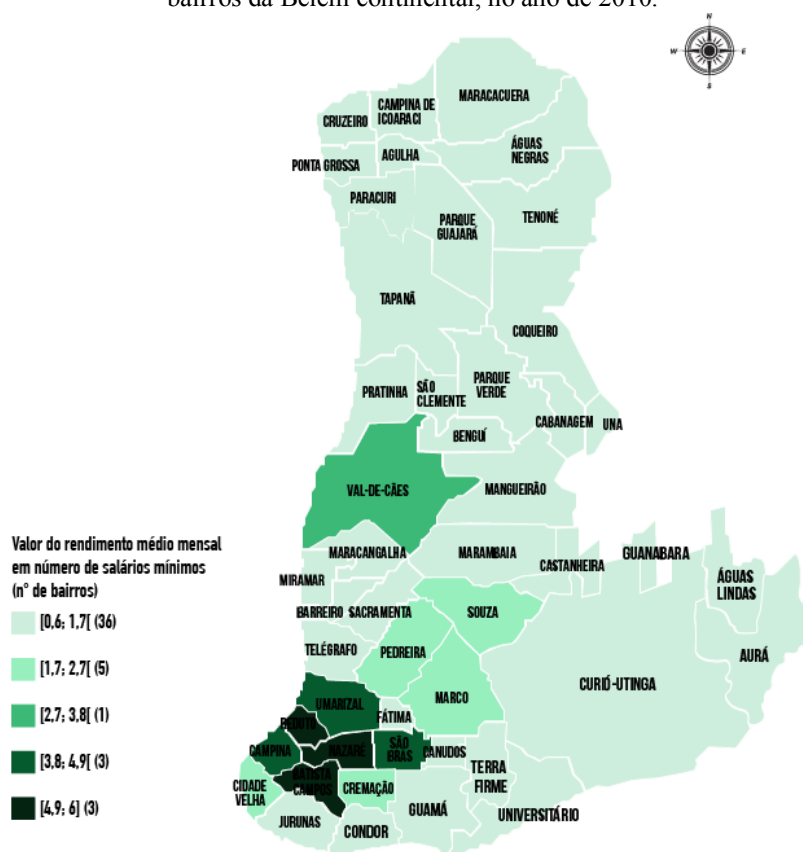 bairros da Belém continental, no ano de 2010.
N
W
E
S
MARACACUERA
CAMPINA DE
ICOARACI
CRUZEIRO
ÁGUAS
NEGRAS
AGULHA
PONTA GROSSA
PARACURI
TENONÉ
PARQUE
GUAJARÁ
TAPANÃ
COQUEIRO
PARQUE
VERDE
PRATINHA
SÃO
CLEMENTE
CABANAGEM
UNA
BENGUÍ
VAL-DE-CÃES
MANGUEIRÃO
MARACANGALHA
MARAMBAIA
CASTANHEIRA
GUANABARA
ÁGUAS
LINDAS
MIRAMAR
BARREIRO
SACRAMENTA
SOUZA
TELÉGRAFO
PEDREIRA
AURÁ
CURIÓ-UTINGA
MARCO
UMARIZAL
REDUTO
FÁTIMA
CAMPINA
NAZARÉ
SÃO
BRÁS
CANUDOS
TERRA
FIRME
BATISTA
CAMPOS
CIDADE
VELHA
CREMAÇÃO
GUAMÁ
UNIVERSITÁRIO
JURUNAS
CONDOR
Valor do rendimento médio mensal
em número de salários mínimos
(n° de bairros)
[0,6; 1,7[ (36)
[1,7; 2,7[ (5)
[2,7; 3,8[ (1)
[3,8; 4,9[ (3)
[4,9; 6] (3)